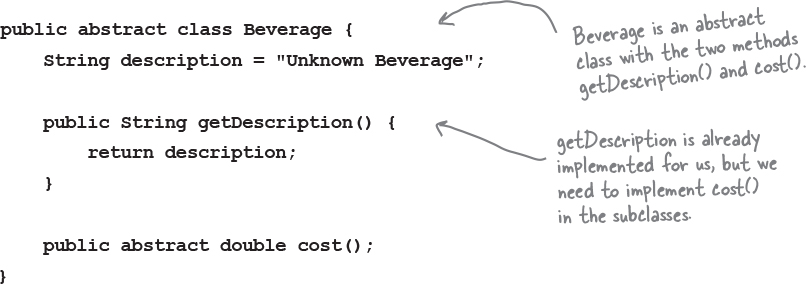 public abstract class Beverage {
String description = "Unknown Beverage";
public String getDescription() {
return description;
}
public abstract double cost();
}
Beverage is an abstract
class with the two methods
getDescription() and cost().
getDescription is already
implemented for us, but we
need to implement cost()
in the subclasses.